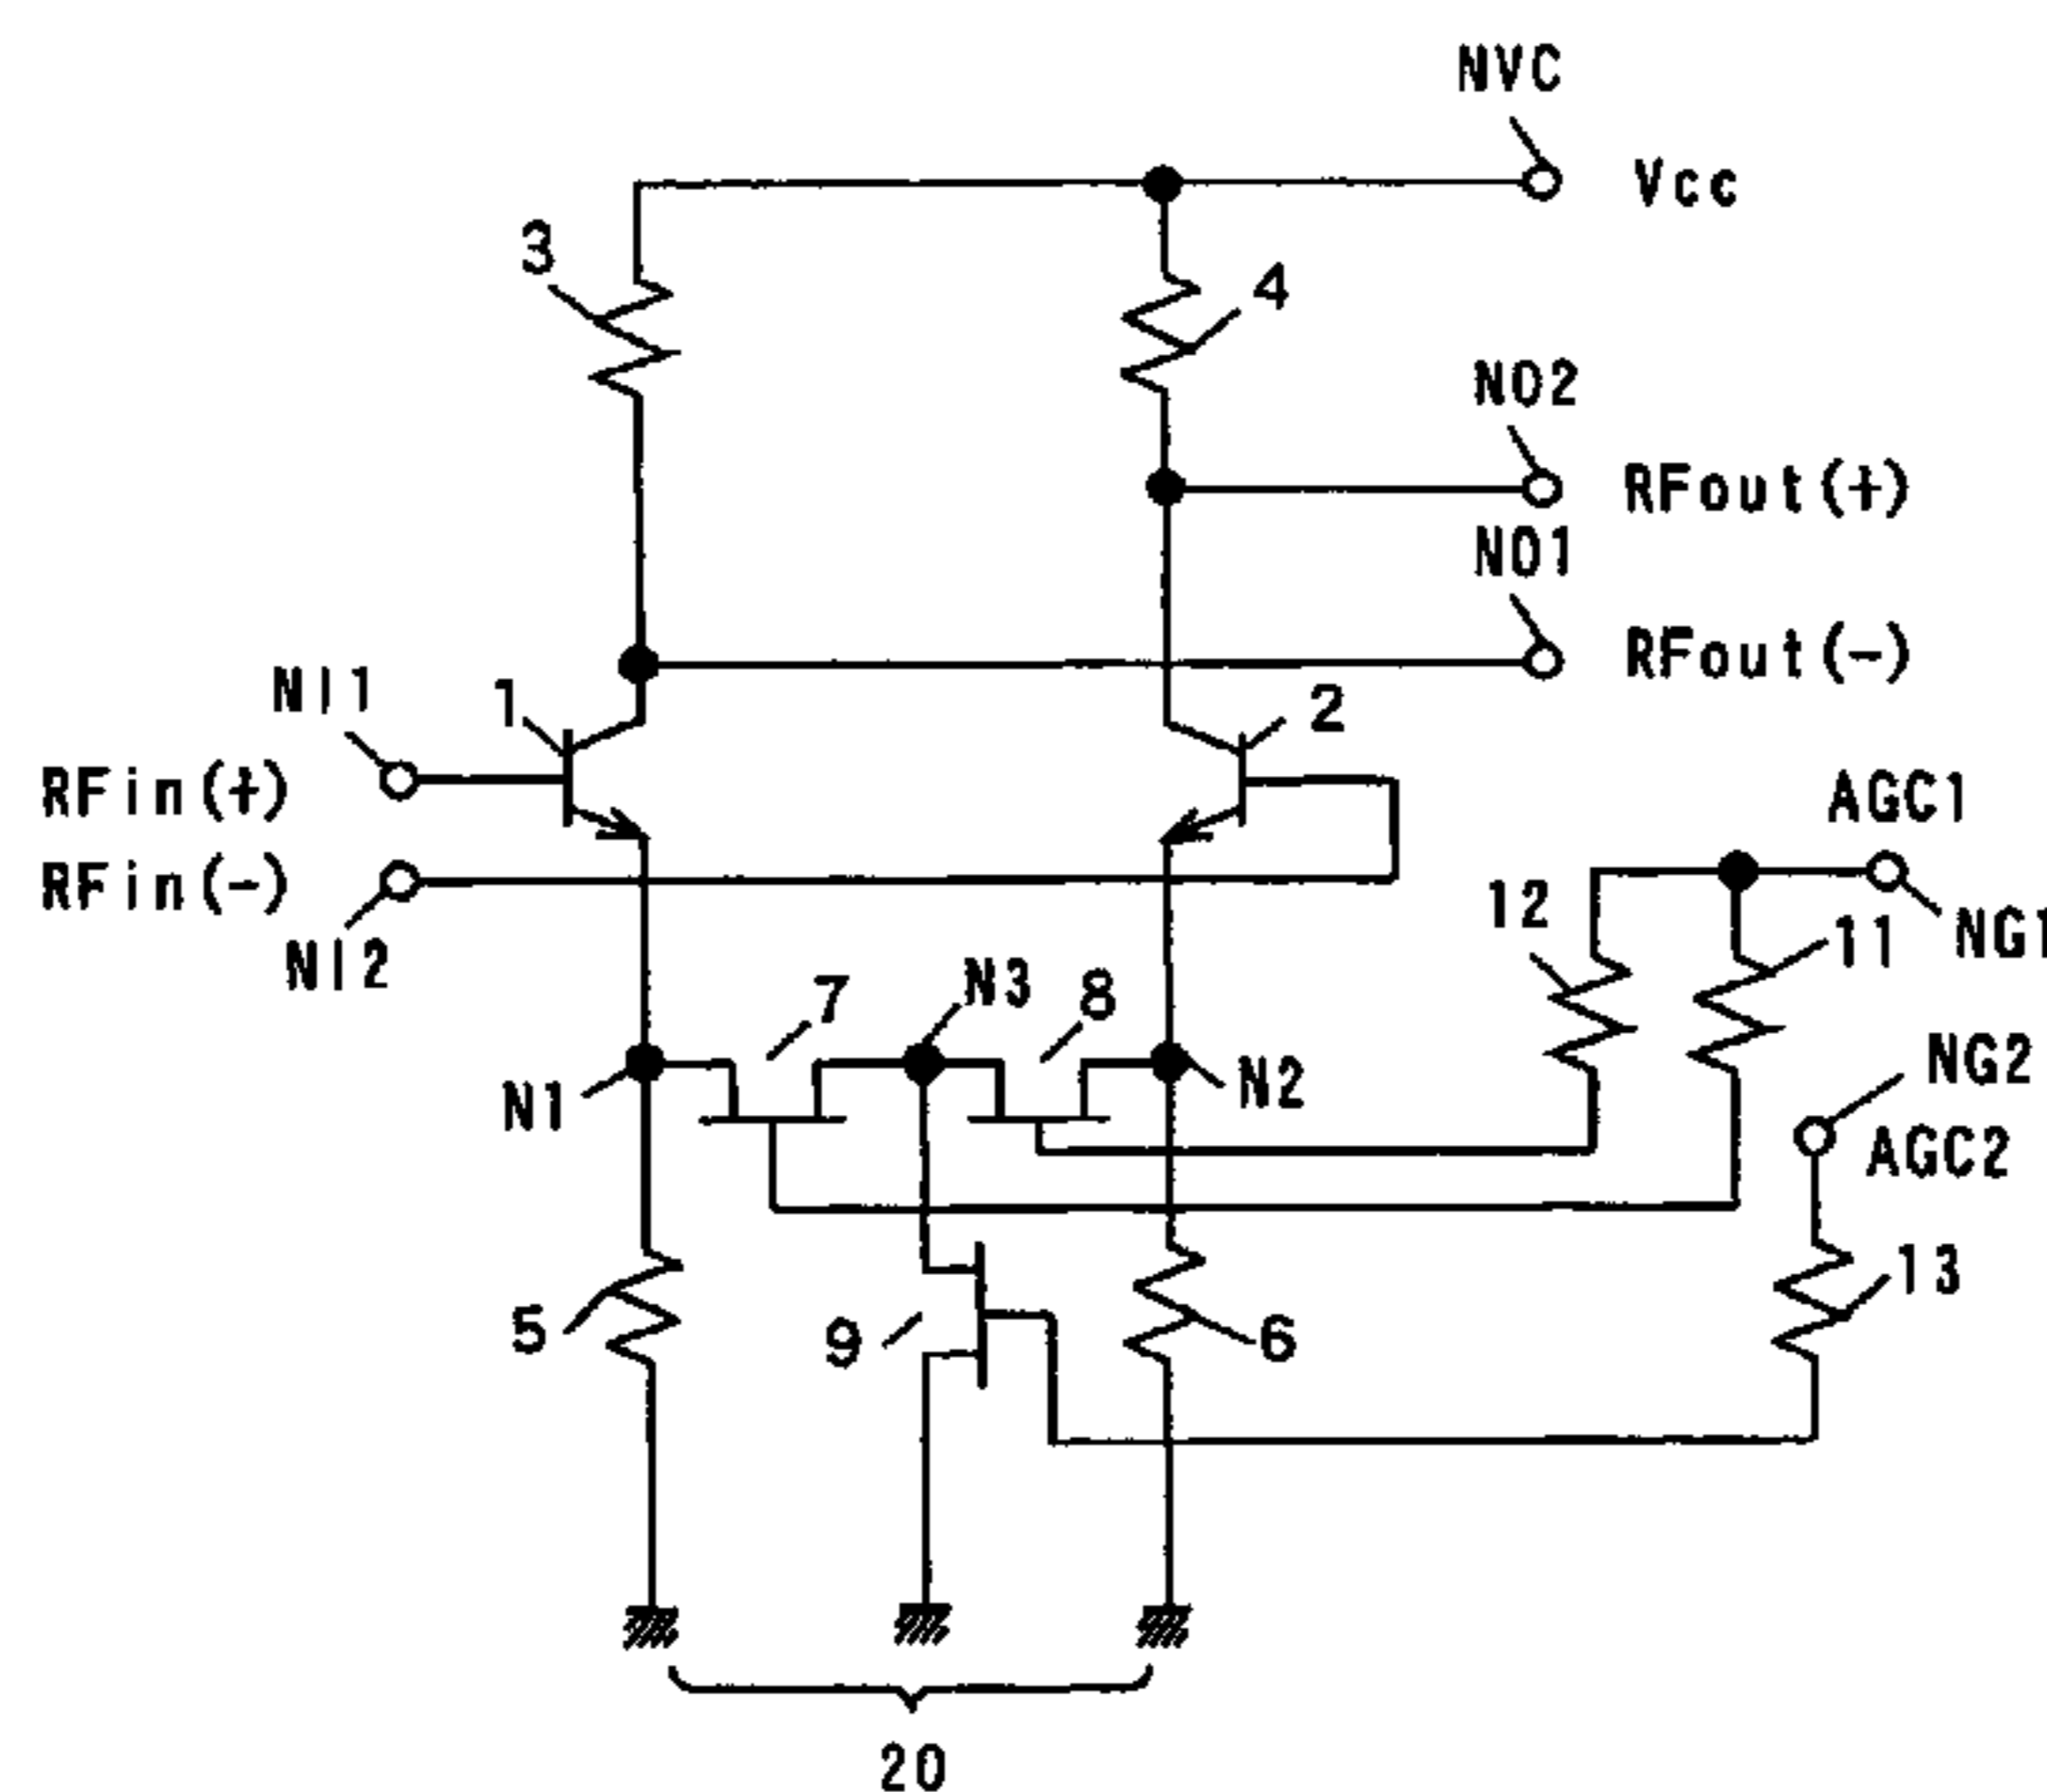 NVC
Vcc
3
4
NO2
RFout(+)
NO1
RFout(-)
NI1
1
2
RFin(+)
AGC1
RFin(-)
12
11
NG1
NI2
N3
7
8
NG2
N1
N2
AGC2
13
5
9
6
20